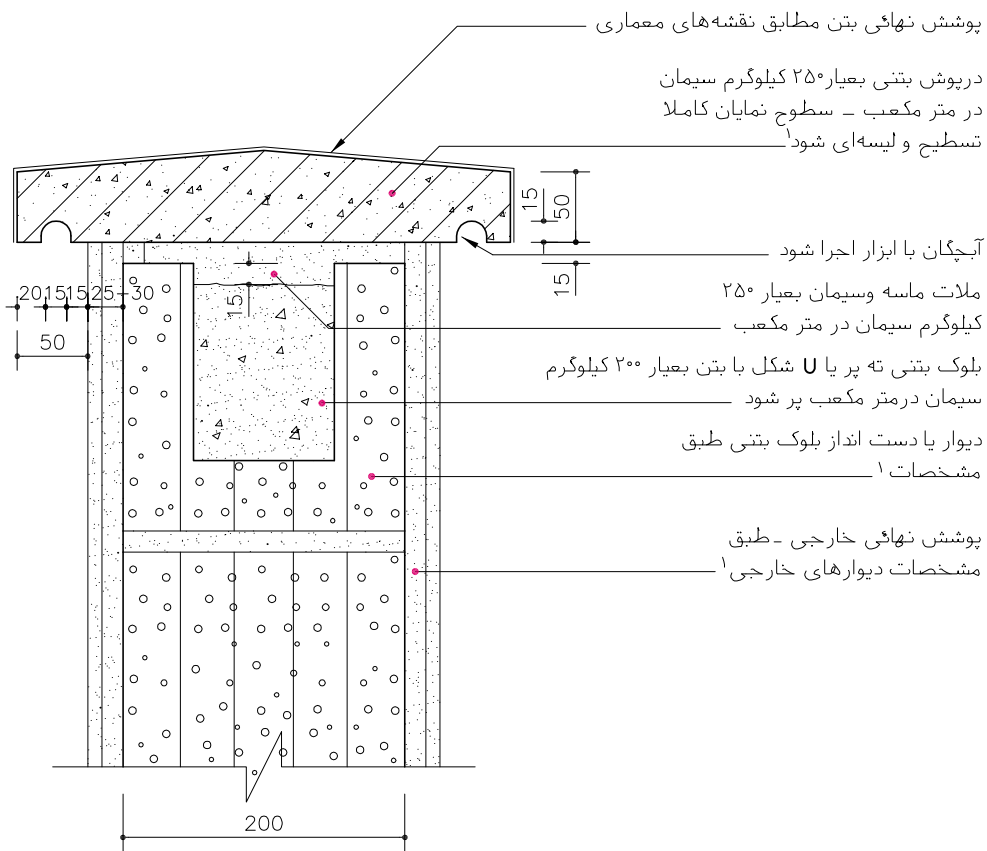 پوشش نهائی بتن مطابق نقشه‌های معماری
درپوش بتنی بعیار ۲۵۰ کیلوگرم سیمان
در متر مکعب – سطوح نمایان کاملا
تسطیح و لیسه‌ای شود۱
15
50
آبچگان با ابزار اجرا شود
15
ملات ماسه وسیمان بعیار ۲۵۰
کیلوگرم سیمان در متر مکعب
15
20 15 15 25-30
50
بلوک بتنی ته پر یا U شکل با بتن بعیار ۲۰۰ کیلوگرم
سیمان درمتر مکعب پر شود
دیوار یا دست انداز بلوک بتنی طبق
مشخصات ۱
پوشش نهائی خارجی - طبق
مشخصات دیوارهای خارجی۱
200